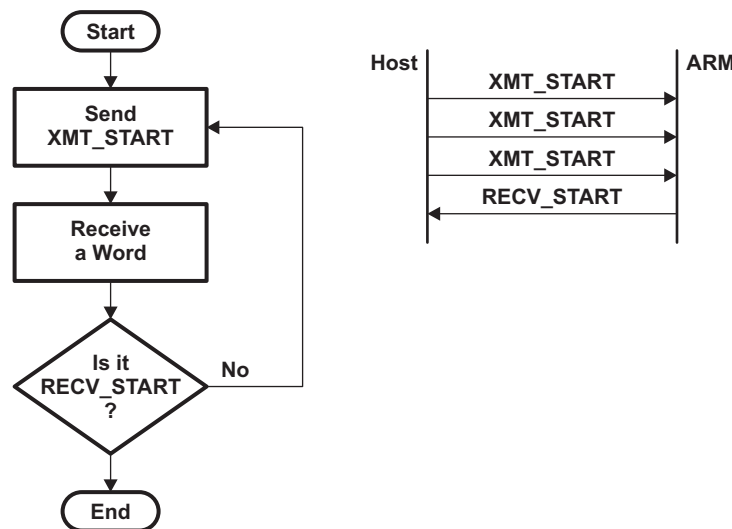 Start
Send
XMT_START
Receive
a Word
Is it
RECV_START
?
No
End
Host
ARM
XMT_START
XMT_START
XMT_START
RECV_START